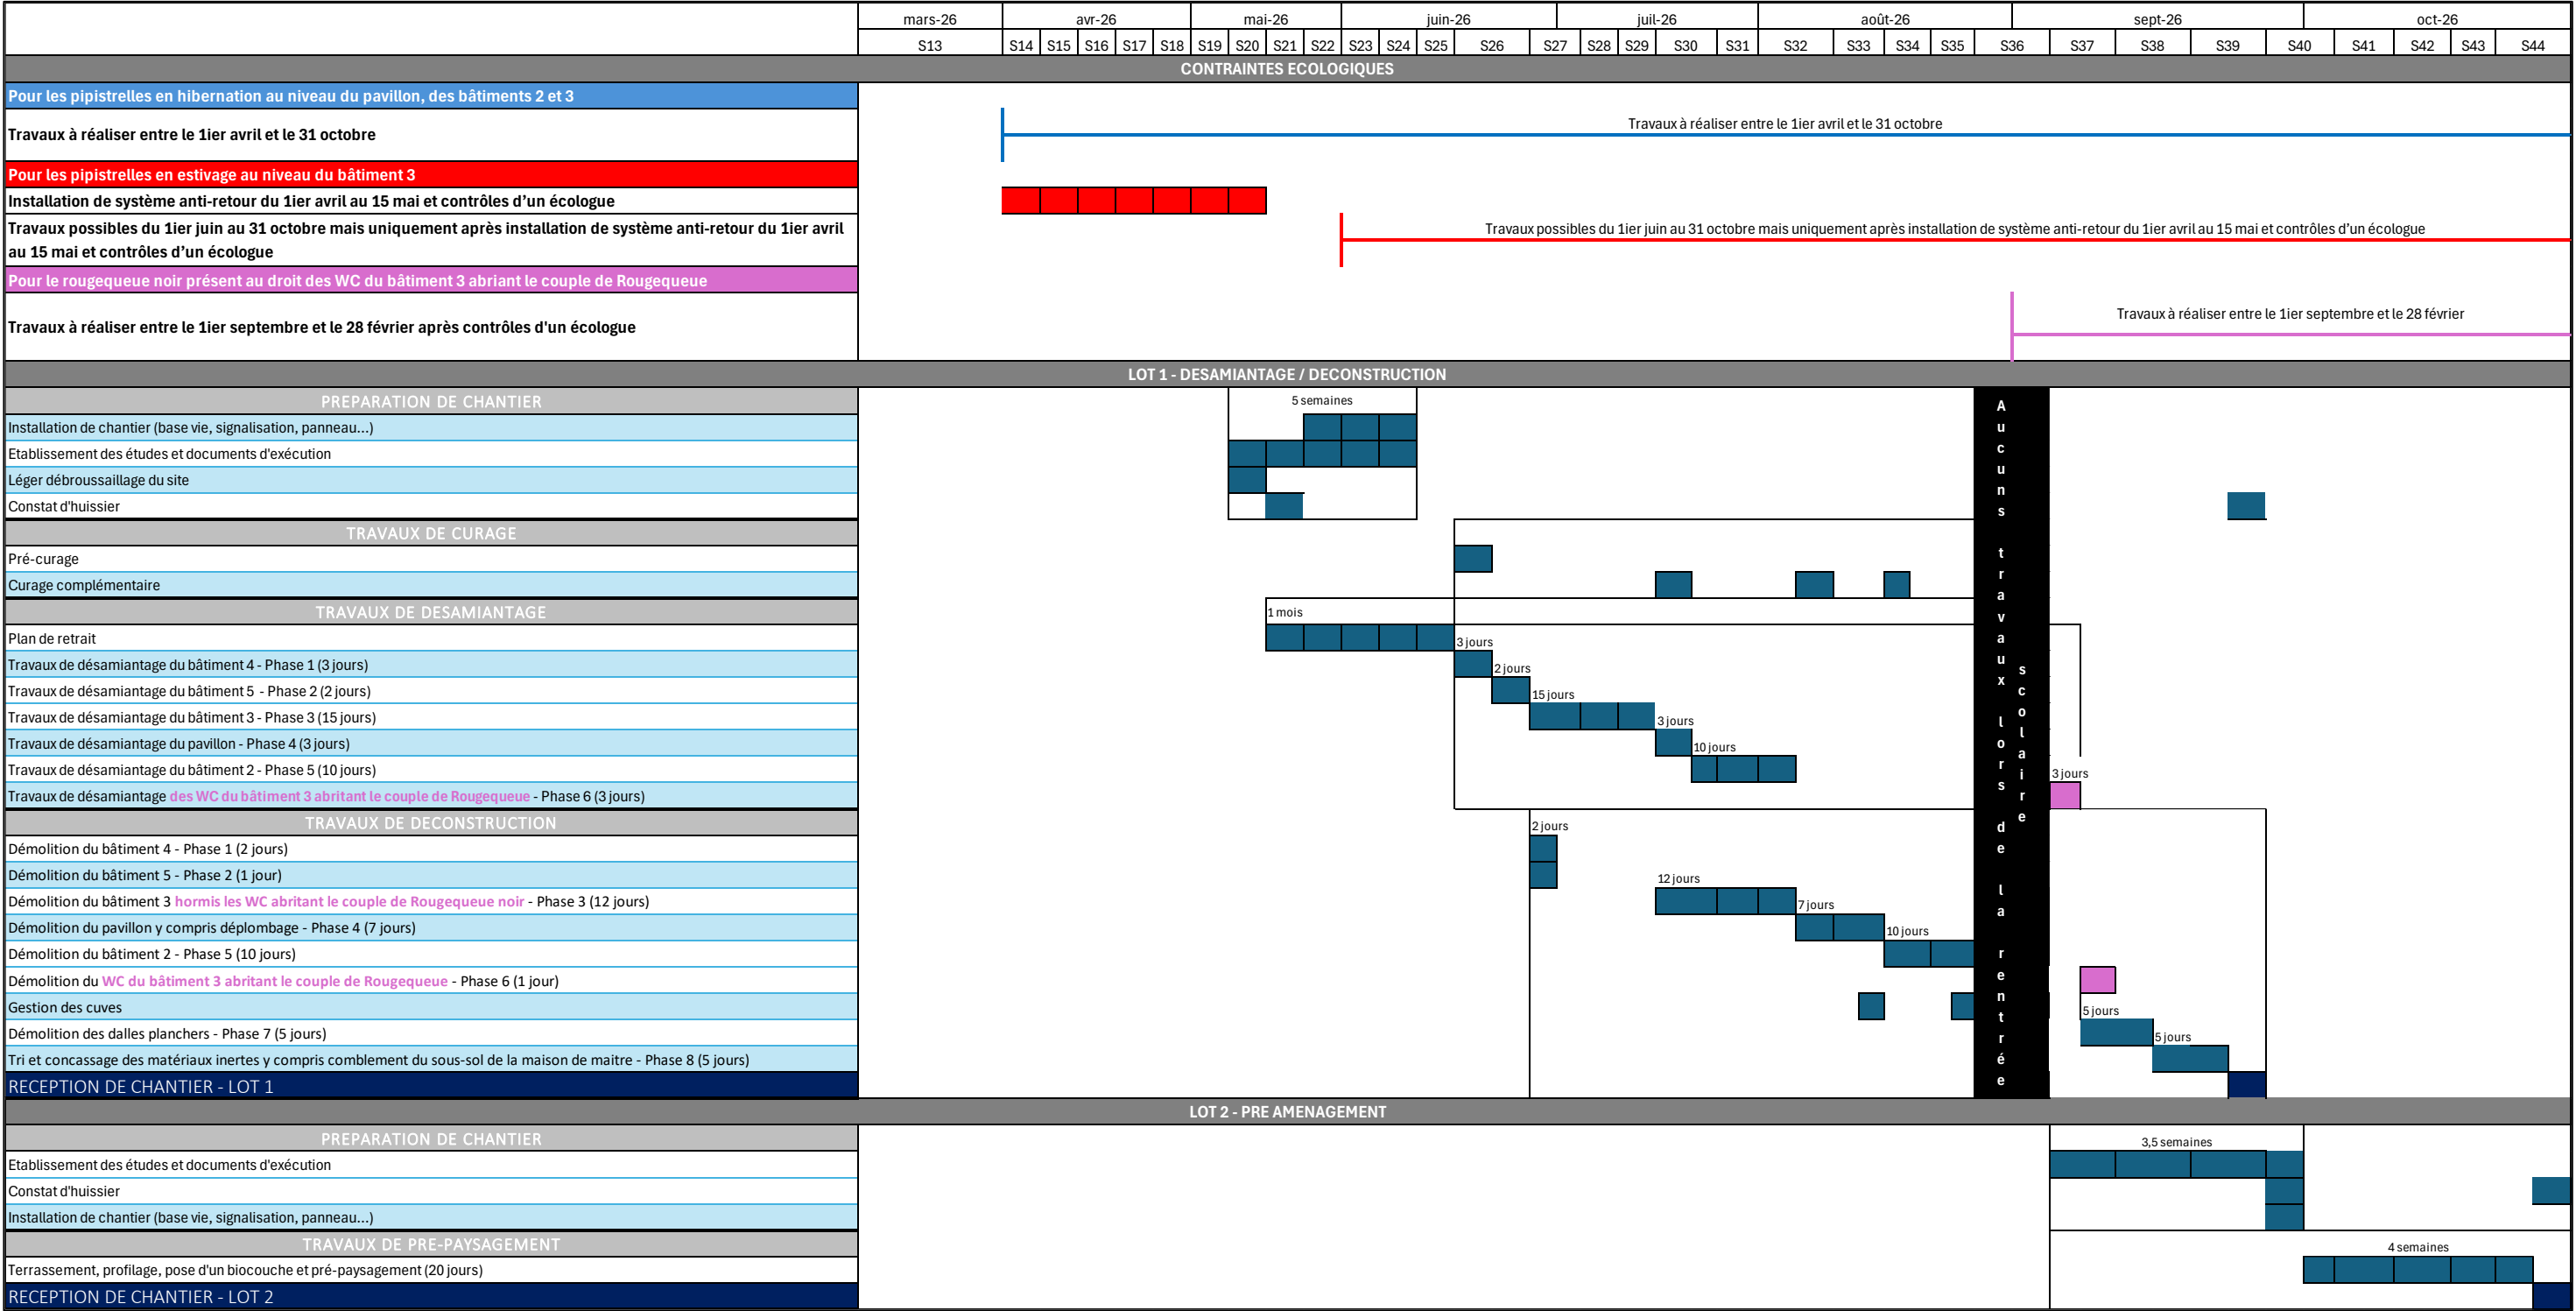 mars-26 avr-26 mai-26 juin-26 juil-26 août-26 sept-26 oct-26
S13 S14 S15 S16 S17 S18 S19 S20 S21 S22 S23 S24 S25 S26 S27 S28 S29 S30 S31 S32 S33 S34 S35 S36 S37 S38 S39 S40 S41 S42 S43 S44
CONTRAINTES ECOLOGIQUES
Pour les pipistrelles en hibernation au niveau du pavillon, des bâtiments 2 et 3
Travaux à réaliser entre le 1ier avril et le 31 octobre
Travaux à réaliser entre le 1ier avril et le 31 octobre
Pour les pipistrelles en estivage au niveau du bâtiment 3
Installation de système anti-retour du 1ier avril au 15 mai et contrôles d’un écologue
Travaux possibles du 1ier juin au 31 octobre mais uniquement après installation de système anti-retour du 1ier avril
au 15 mai et contrôles d’un écologue
Travaux possibles du 1ier juin au 31 octobre mais uniquement après installation de système anti-retour du 1ier avril au 15 mai et contrôles d’un écologue
Pour le rougequeue noir présent au droit des WC du bâtiment 3 abriant le couple de Rougequeue
Travaux à réaliser entre le 1ier septembre et le 28 février après contrôles d'un écologue
Travaux à réaliser entre le 1ier septembre et le 28 février
LOT 1 - DESAMIANTAGE / DECONSTRUCTION
PREPARATION DE CHANTIER
5 semaines
Installation de chantier (base vie, signalisation, panneau...)
Etablissement des études et documents d'exécution
Léger débroussaillage du site
Constat d'huissier
Aucuns travaux lors de la rentrée
scolaire
TRAVAUX DE CURAGE
Pré-curage
Curage complémentaire
TRAVAUX DE DESAMIANTAGE
1 mois
Plan de retrait
3 jours
Travaux de désamiantage du bâtiment 4 - Phase 1 (3 jours)
2 jours
Travaux de désamiantage du bâtiment 5 - Phase 2 (2 jours)
15 jours
Travaux de désamiantage du bâtiment 3 - Phase 3 (15 jours)
3 jours
Travaux de désamiantage du pavillon - Phase 4 (3 jours)
10 jours
Travaux de désamiantage du bâtiment 2 - Phase 5 (10 jours)
3 jours
Travaux de désamiantage des WC du bâtiment 3 abritant le couple de Rougequeue - Phase 6 (3 jours)
TRAVAUX DE DECONSTRUCTION
2 jours
Démolition du bâtiment 4 - Phase 1 (2 jours)
Démolition du bâtiment 5 - Phase 2 (1 jour)
12 jours
Démolition du bâtiment 3 hormis les WC abritant le couple de Rougequeue noir - Phase 3 (12 jours)
7 jours
Démolition du pavillon y compris déplombage - Phase 4 (7 jours)
10 jours
Démolition du bâtiment 2 - Phase 5 (10 jours)
Démolition du WC du bâtiment 3 abritant le couple de Rougequeue - Phase 6 (1 jour)
Gestion des cuves
5 jours
Démolition des dalles planchers - Phase 7 (5 jours)
5 jours
Tri et concassage des matériaux inertes y compris comblement du sous-sol de la maison de maitre - Phase 8 (5 jours)
RECEPTION DE CHANTIER - LOT 1
LOT 2 - PRE AMENAGEMENT
PREPARATION DE CHANTIER
3,5 semaines
Etablissement des études et documents d'exécution
Constat d'huissier
Installation de chantier (base vie, signalisation, panneau...)
TRAVAUX DE PRE-PAYSAGEMENT
4 semaines
Terrassement, profilage, pose d'un biocouche et pré-paysagement (20 jours)
RECEPTION DE CHANTIER - LOT 2